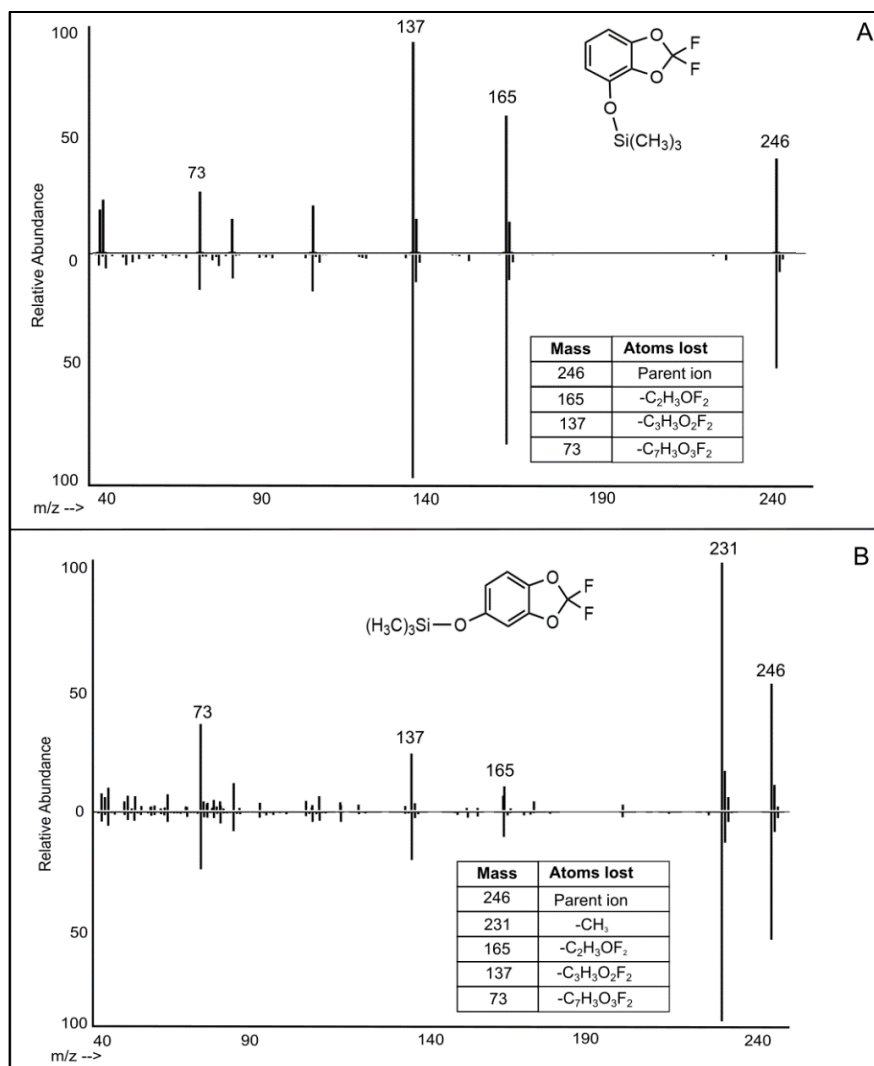 A
100
137
165
246
50
73
0
50
100
Relative Abundance
O
F
O
F
O
Si(CH₃)₃
Mass Atoms lost
246 Parent ion
165 -C₂H₃OF₂
137 -C₃H₃O₂F₂
73 -C₇H₃O₃F₂
m/z --> 40 90 140 190 240
B
231
100
246
50
73
137
165
0
50
100
Relative Abundance
(H₃C)₃Si O
O
F
O
F
Mass Atoms lost
246 Parent ion
231 -CH₃
165 -C₂H₃OF₂
137 -C₃H₃O₂F₂
73 -C₇H₃O₃F₂
m/z --> 40 90 140 190 240